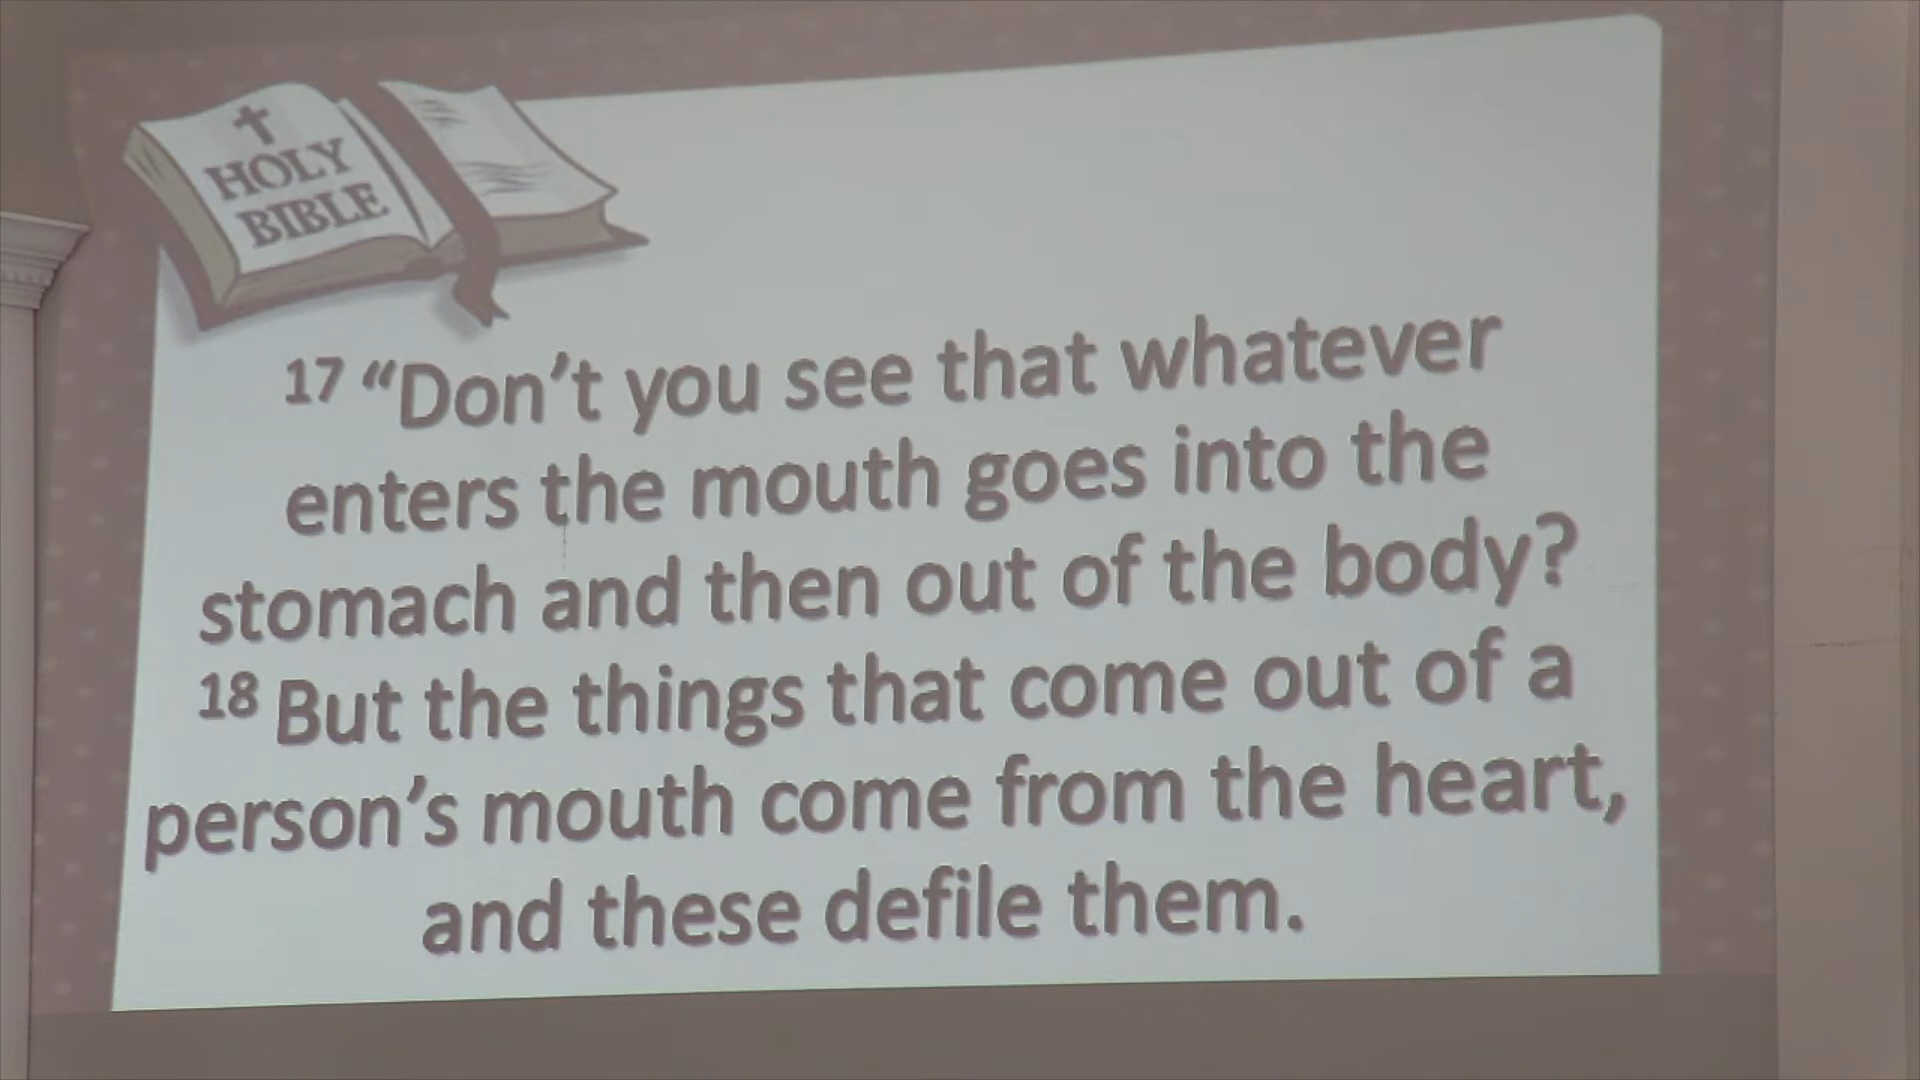 ✝
HOLY
BIBLE
17 “Don’t you see that whatever
enters the mouth goes into the
stomach and then out of the body?
18 But the things that come out of a
person’s mouth come from the heart,
and these defile them.